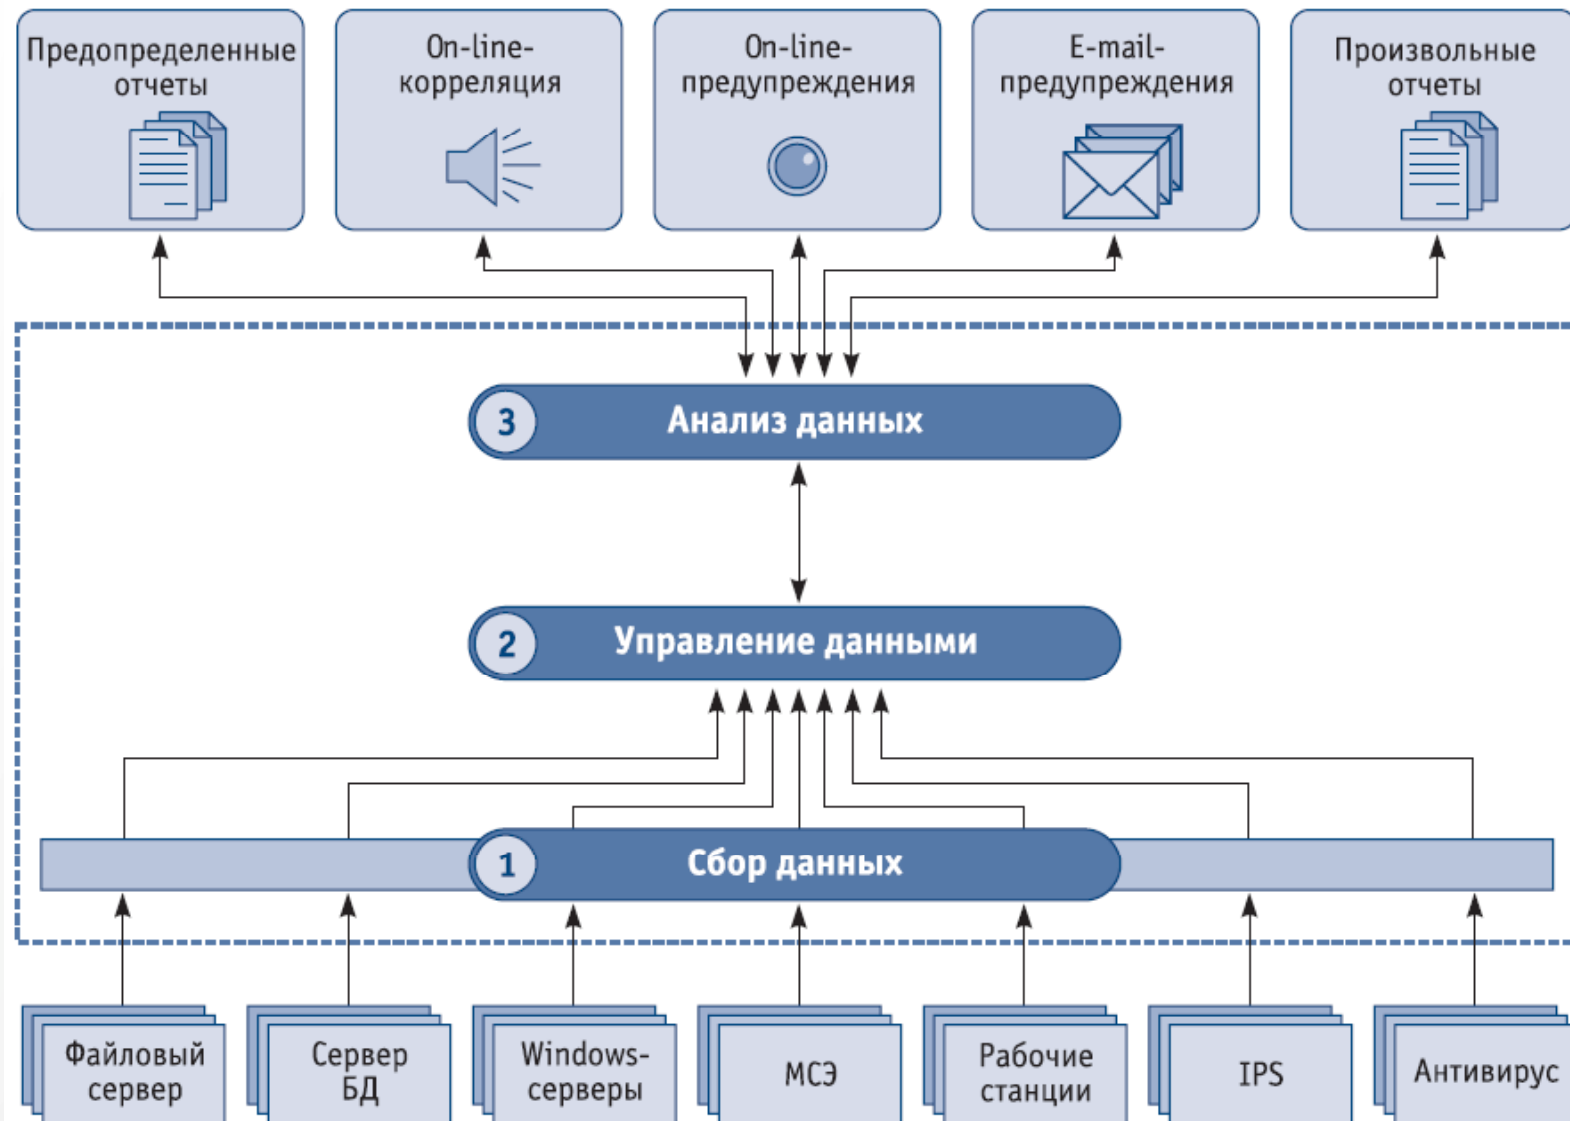 Предопределенные
отчеты
On-line-
корреляция
On-line-
предупреждения
E-mail-
предупреждения
Произвольные
отчеты
3
Анализ данных
2
Управление данными
1
Сбор данных
Файловый
сервер
Сервер
БД
Windows-
серверы
МСЭ
Рабочие
станции
IPS
Антивирус